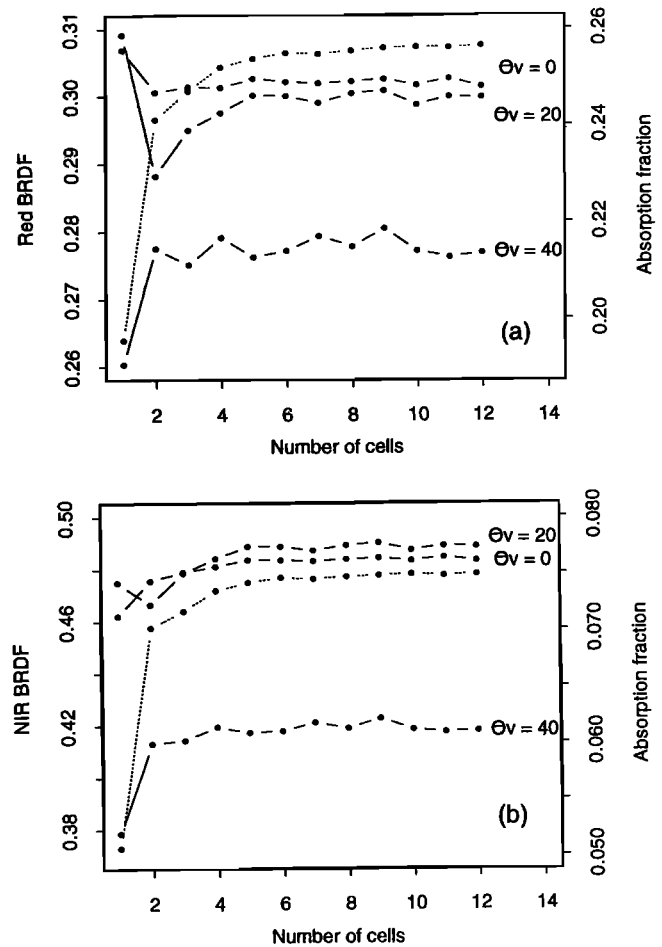 0.31
0.30
0.29
0.28
0.27
0.26
Red BRDF
0.26
0.24
0.22
0.20
Absorption fraction
Θv = 0
Θv = 20
Θv = 40
(a)
2 4 6 8 10 12 14
Number of cells
0.50
0.46
0.42
0.38
NIR BRDF
0.080
0.070
0.060
0.050
Absorption fraction
Θv = 20
Θv = 0
Θv = 40
(b)
2 4 6 8 10 12 14
Number of cells